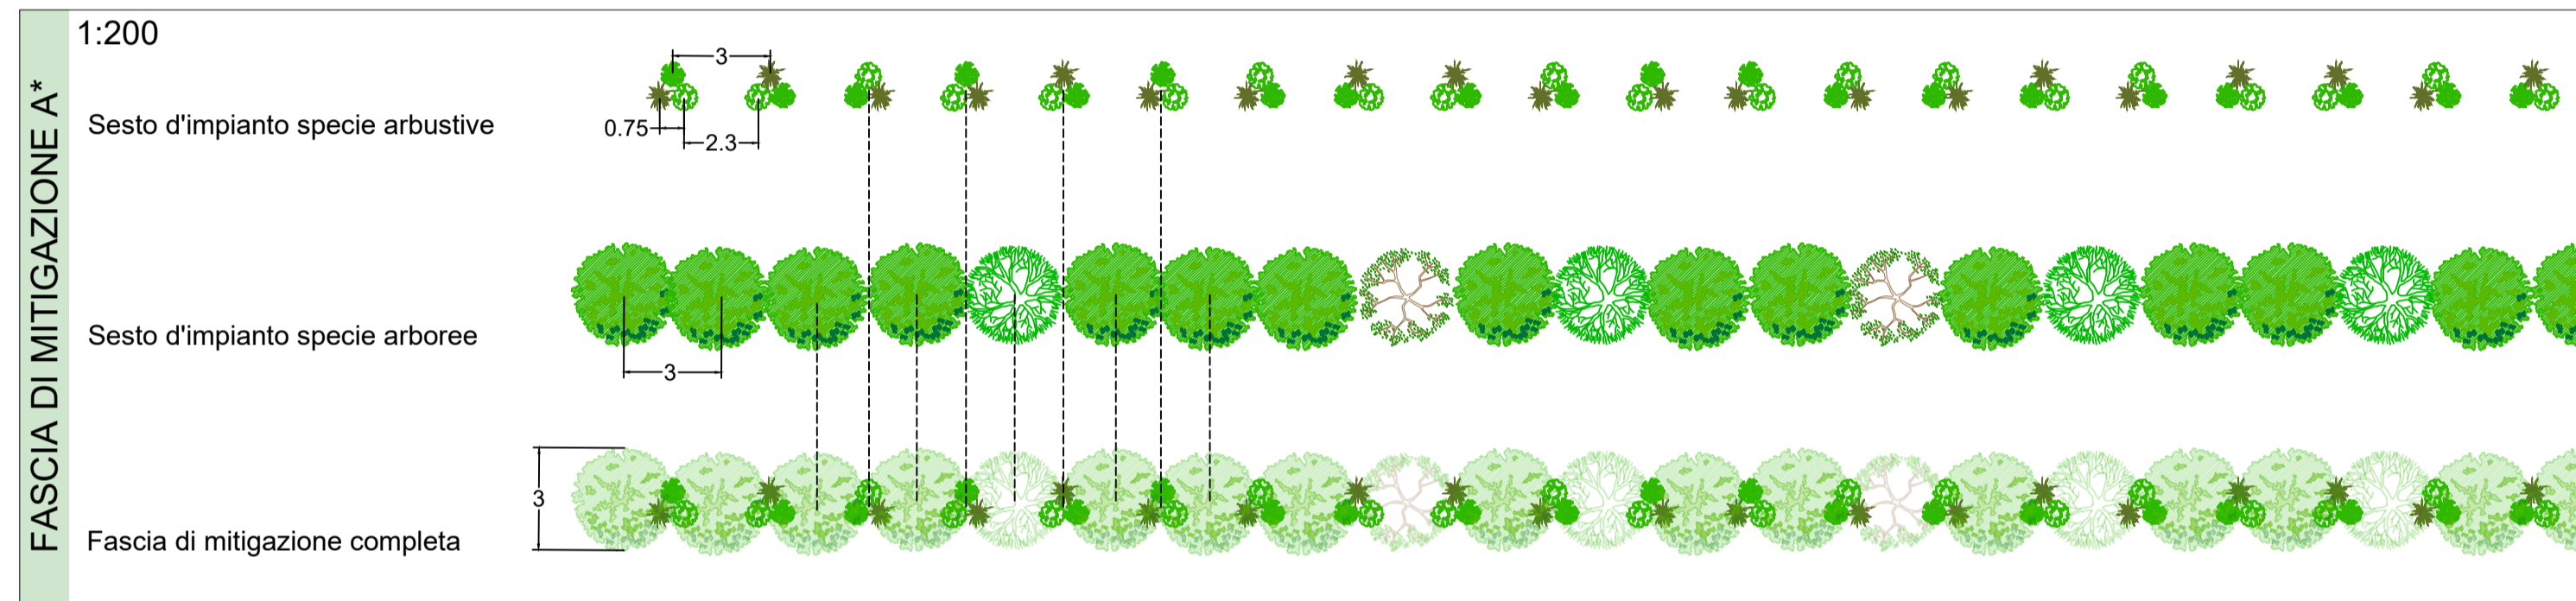 FASCIA DI MITIGAZIONE A*
1:200
3
Sesto d'impianto specie arbustive
0.75
2.3
Sesto d'impianto specie arboree
3
3
Fascia di mitigazione completa